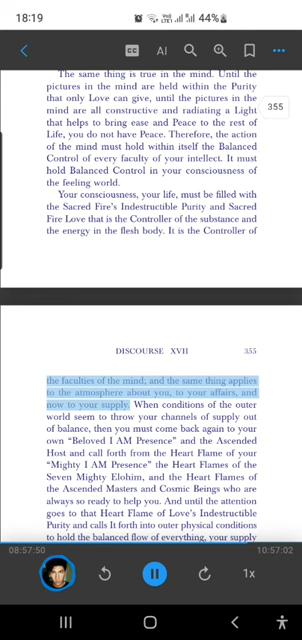 18:19
44%
CC
AI
The same thing is true in the mind. Until the
pictures in the mind are held within the Purity
that only Love can give, until the pictures in the
mind are all constructive and radiating a Light
that helps to bring ease and Peace to the rest of
Life, you do not have Peace. Therefore, the action
of the mind must hold within itself the Balanced
Control of every faculty of your intellect. It must
hold Balanced Control in your consciousness of
the feeling world.
355
Your consciousness, your life, must be filled with
the Sacred Fire's Indestructible Purity and Sacred
Fire Love that is the Controller of the substance and
the energy in the flesh body. It is the Controller of
DISCOURSE XVII 355
the faculties of the mind; and the same thing applies
to the atmosphere about you, to your affairs, and
now to your supply. When conditions of the outer
world seem to throw your channels of supply out
of balance, then you must come back again to your
own “Beloved I AM Presence” and the Ascended
Host and call forth from the Heart Flame of your
“Mighty I AM Presence” the Heart Flames of the
Seven Mighty Elohim, and the Heart Flames of
the Ascended Masters and Cosmic Beings who are
always so ready to help you. And until the attention
goes to that Heart Flame of Love's Indestructible
Purity and calls It forth into outer physical conditions
to hold the balanced flow of everything, your supply
08:57:50
10:57:02
1x